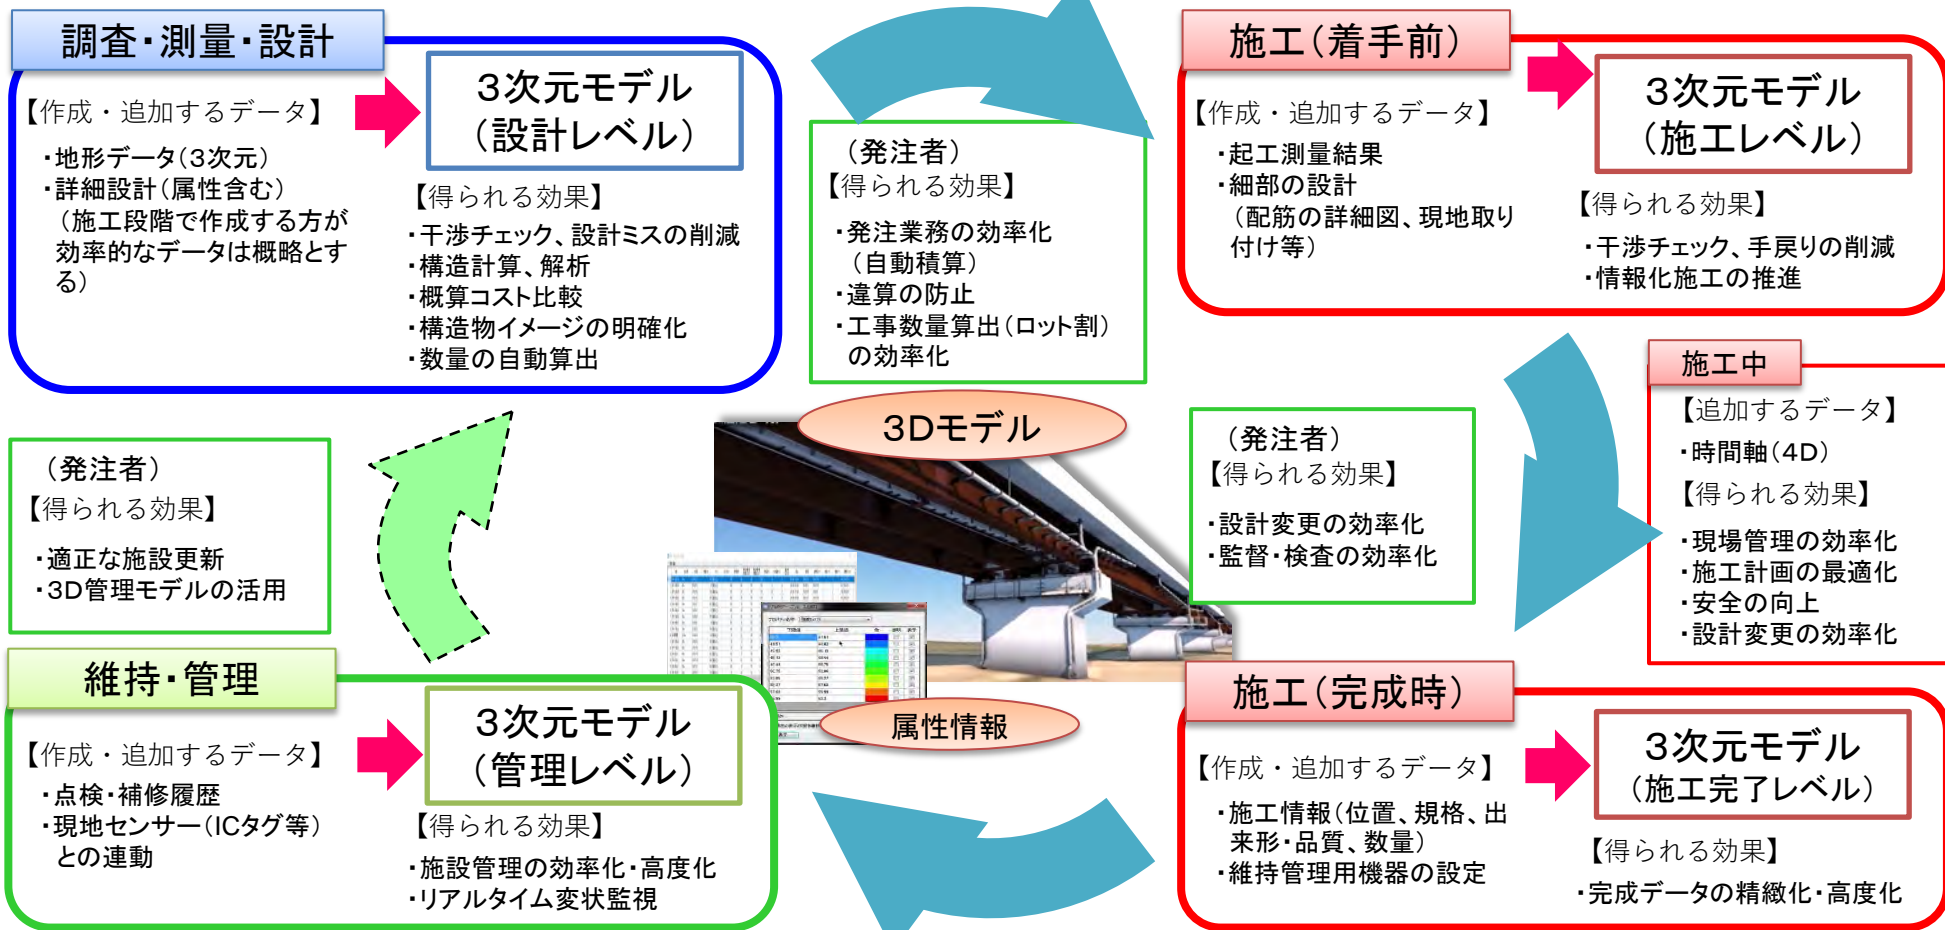 調査・測量・設計
【作成・追加するデータ】
・地形データ(3次元)
・詳細設計(属性含む)
(施工段階で作成する方が
効率的なデータは概略とす
る)
3次元モデル
(設計レベル)
【得られる効果】
・干渉チェック、設計ミスの削減
・構造計算、解析
・概算コスト比較
・構造物イメージの明確化
・数量の自動算出
(発注者)
【得られる効果】
・発注業務の効率化
(自動積算)
・違算の防止
・工事数量算出(ロット割)
の効率化
施工(着手前)
【作成・追加するデータ】
・起工測量結果
・細部の設計
(配筋の詳細図、現地取り
付け等)
3次元モデル
(施工レベル)
【得られる効果】
・干渉チェック、手戻りの削減
・情報化施工の推進
施工中
【追加するデータ】
・時間軸(4D)
【得られる効果】
・現場管理の効率化
・施工計画の最適化
・安全の向上
・設計変更の効率化
(発注者)
【得られる効果】
・設計変更の効率化
・監督・検査の効率化
3Dモデル
属性情報
(発注者)
【得られる効果】
・適正な施設更新
・3D管理モデルの活用
維持・管理
【作成・追加するデータ】
・点検・補修履歴
・現地センサー(ICタグ等)
との連動
3次元モデル
(管理レベル)
【得られる効果】
・施設管理の効率化・高度化
・リアルタイム変状監視
施工(完成時)
【作成・追加するデータ】
・施工情報(位置、規格、出
来形・品質、数量)
・維持管理用機器の設定
3次元モデル
(施工完了レベル)
【得られる効果】
・完成データの精緻化・高度化